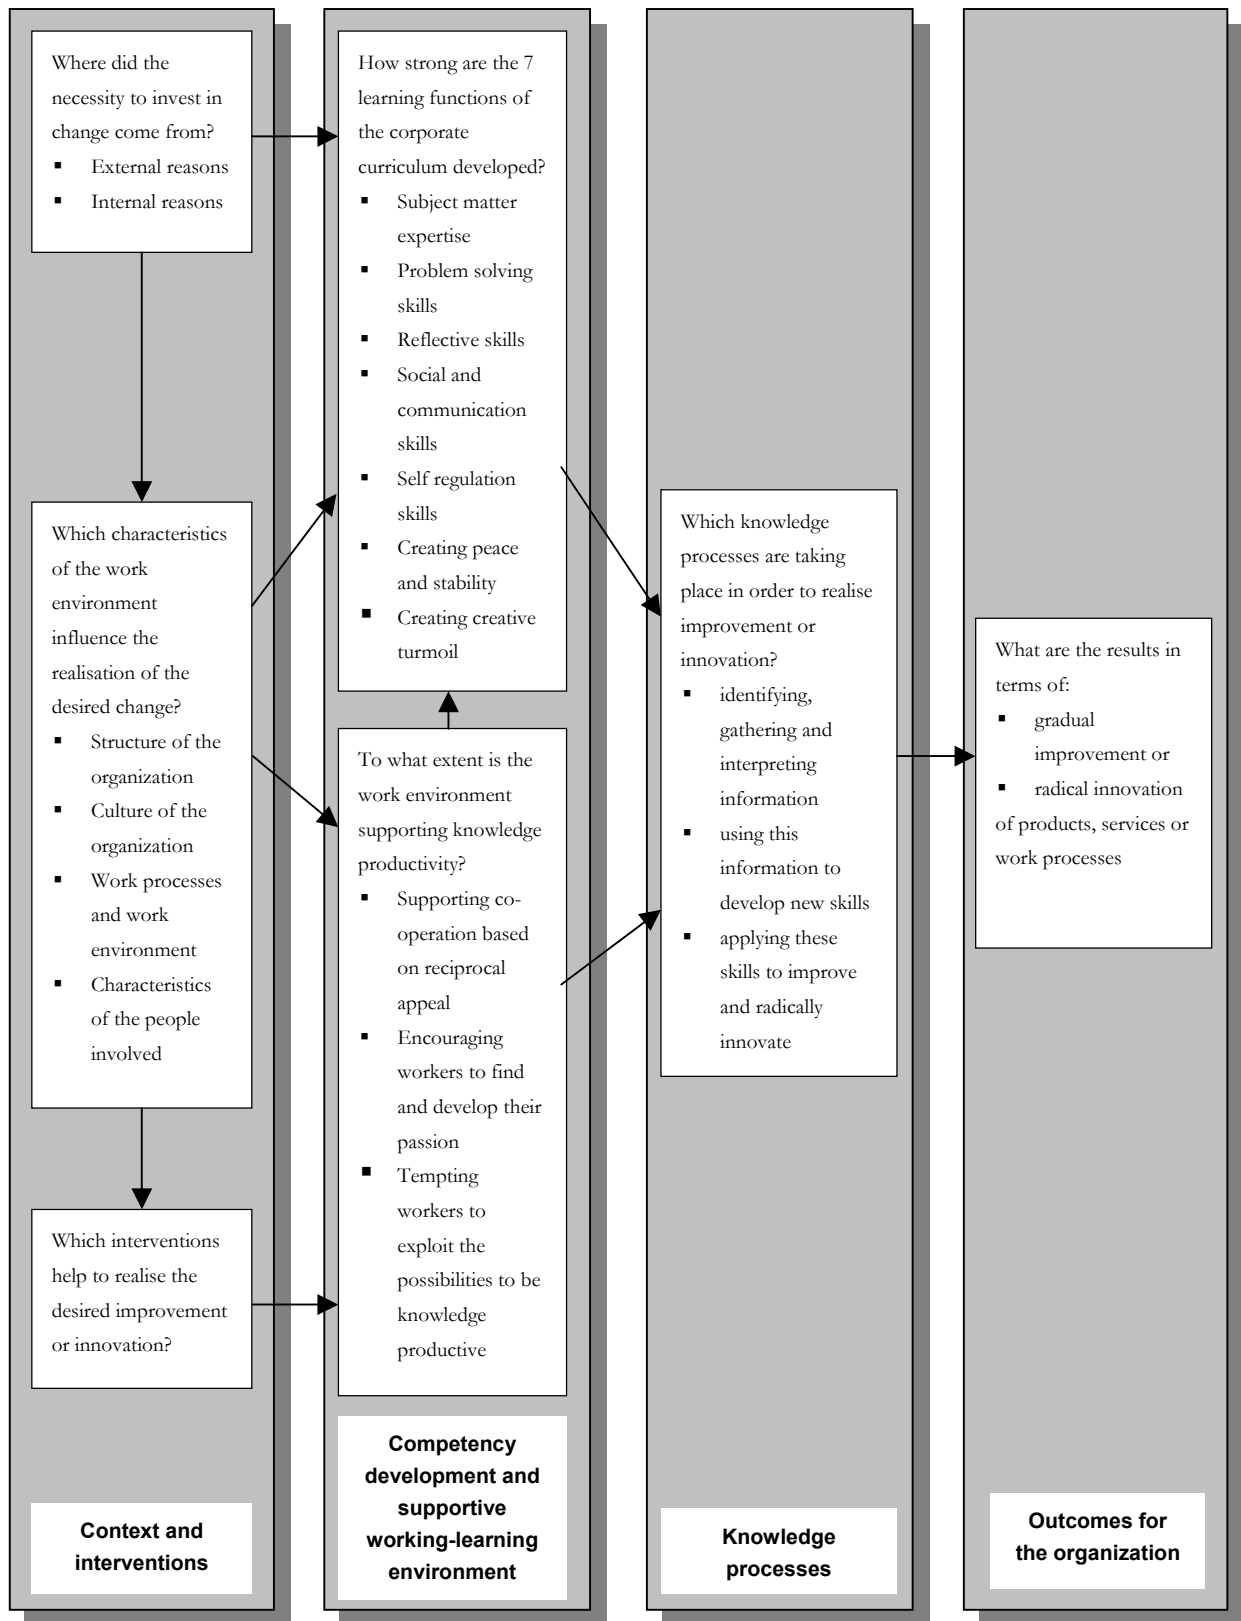 Where did the
necessity to invest in
change come from?
▪ External reasons
▪ Internal reasons
Which characteristics
of the work
environment
influence the
realisation of the
desired change?
▪ Structure of the
organization
▪ Culture of the
organization
▪ Work processes
and work
environment
▪ Characteristics
of the people
involved
Which interventions
help to realise the
desired improvement
or innovation?
Context and
interventions
How strong are the 7
learning functions of
the corporate
curriculum developed?
▪ Subject matter
expertise
▪ Problem solving
skills
▪ Reflective skills
▪ Social and
communication
skills
▪ Self regulation
skills
▪ Creating peace
and stability
▪ Creating creative
turmoil
To what extent is the
work environment
supporting knowledge
productivity?
▪ Supporting co-
operation based
on reciprocal
appeal
▪ Encouraging
workers to find
and develop their
passion
▪ Tempting
workers to
exploit the
possibilities to be
knowledge
productive
Competency
development and
supportive
working-learning
environment
Which knowledge
processes are taking
place in order to realise
improvement or
innovation?
▪ identifying,
gathering and
interpreting
information
▪ using this
information to
develop new skills
▪ applying these
skills to improve
and radically
innovate
Knowledge
processes
What are the results in
terms of:
▪ gradual
improvement or
▪ radical innovation
of products, services or
work processes
Outcomes for
the organization